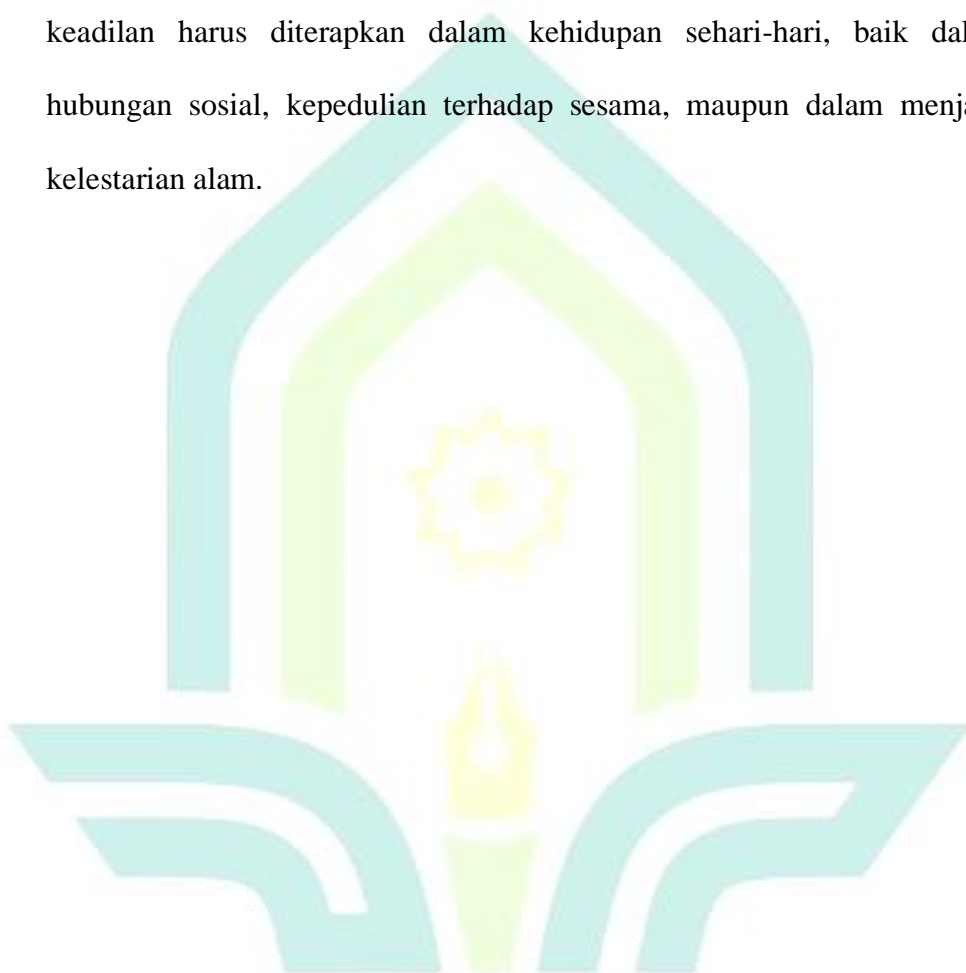 keadilan harus diterapkan dalam kehidupan sehari-hari, baik
hubungan sosial, kepedulian terhadap sesama, maupun dalam
kelestarian alam.